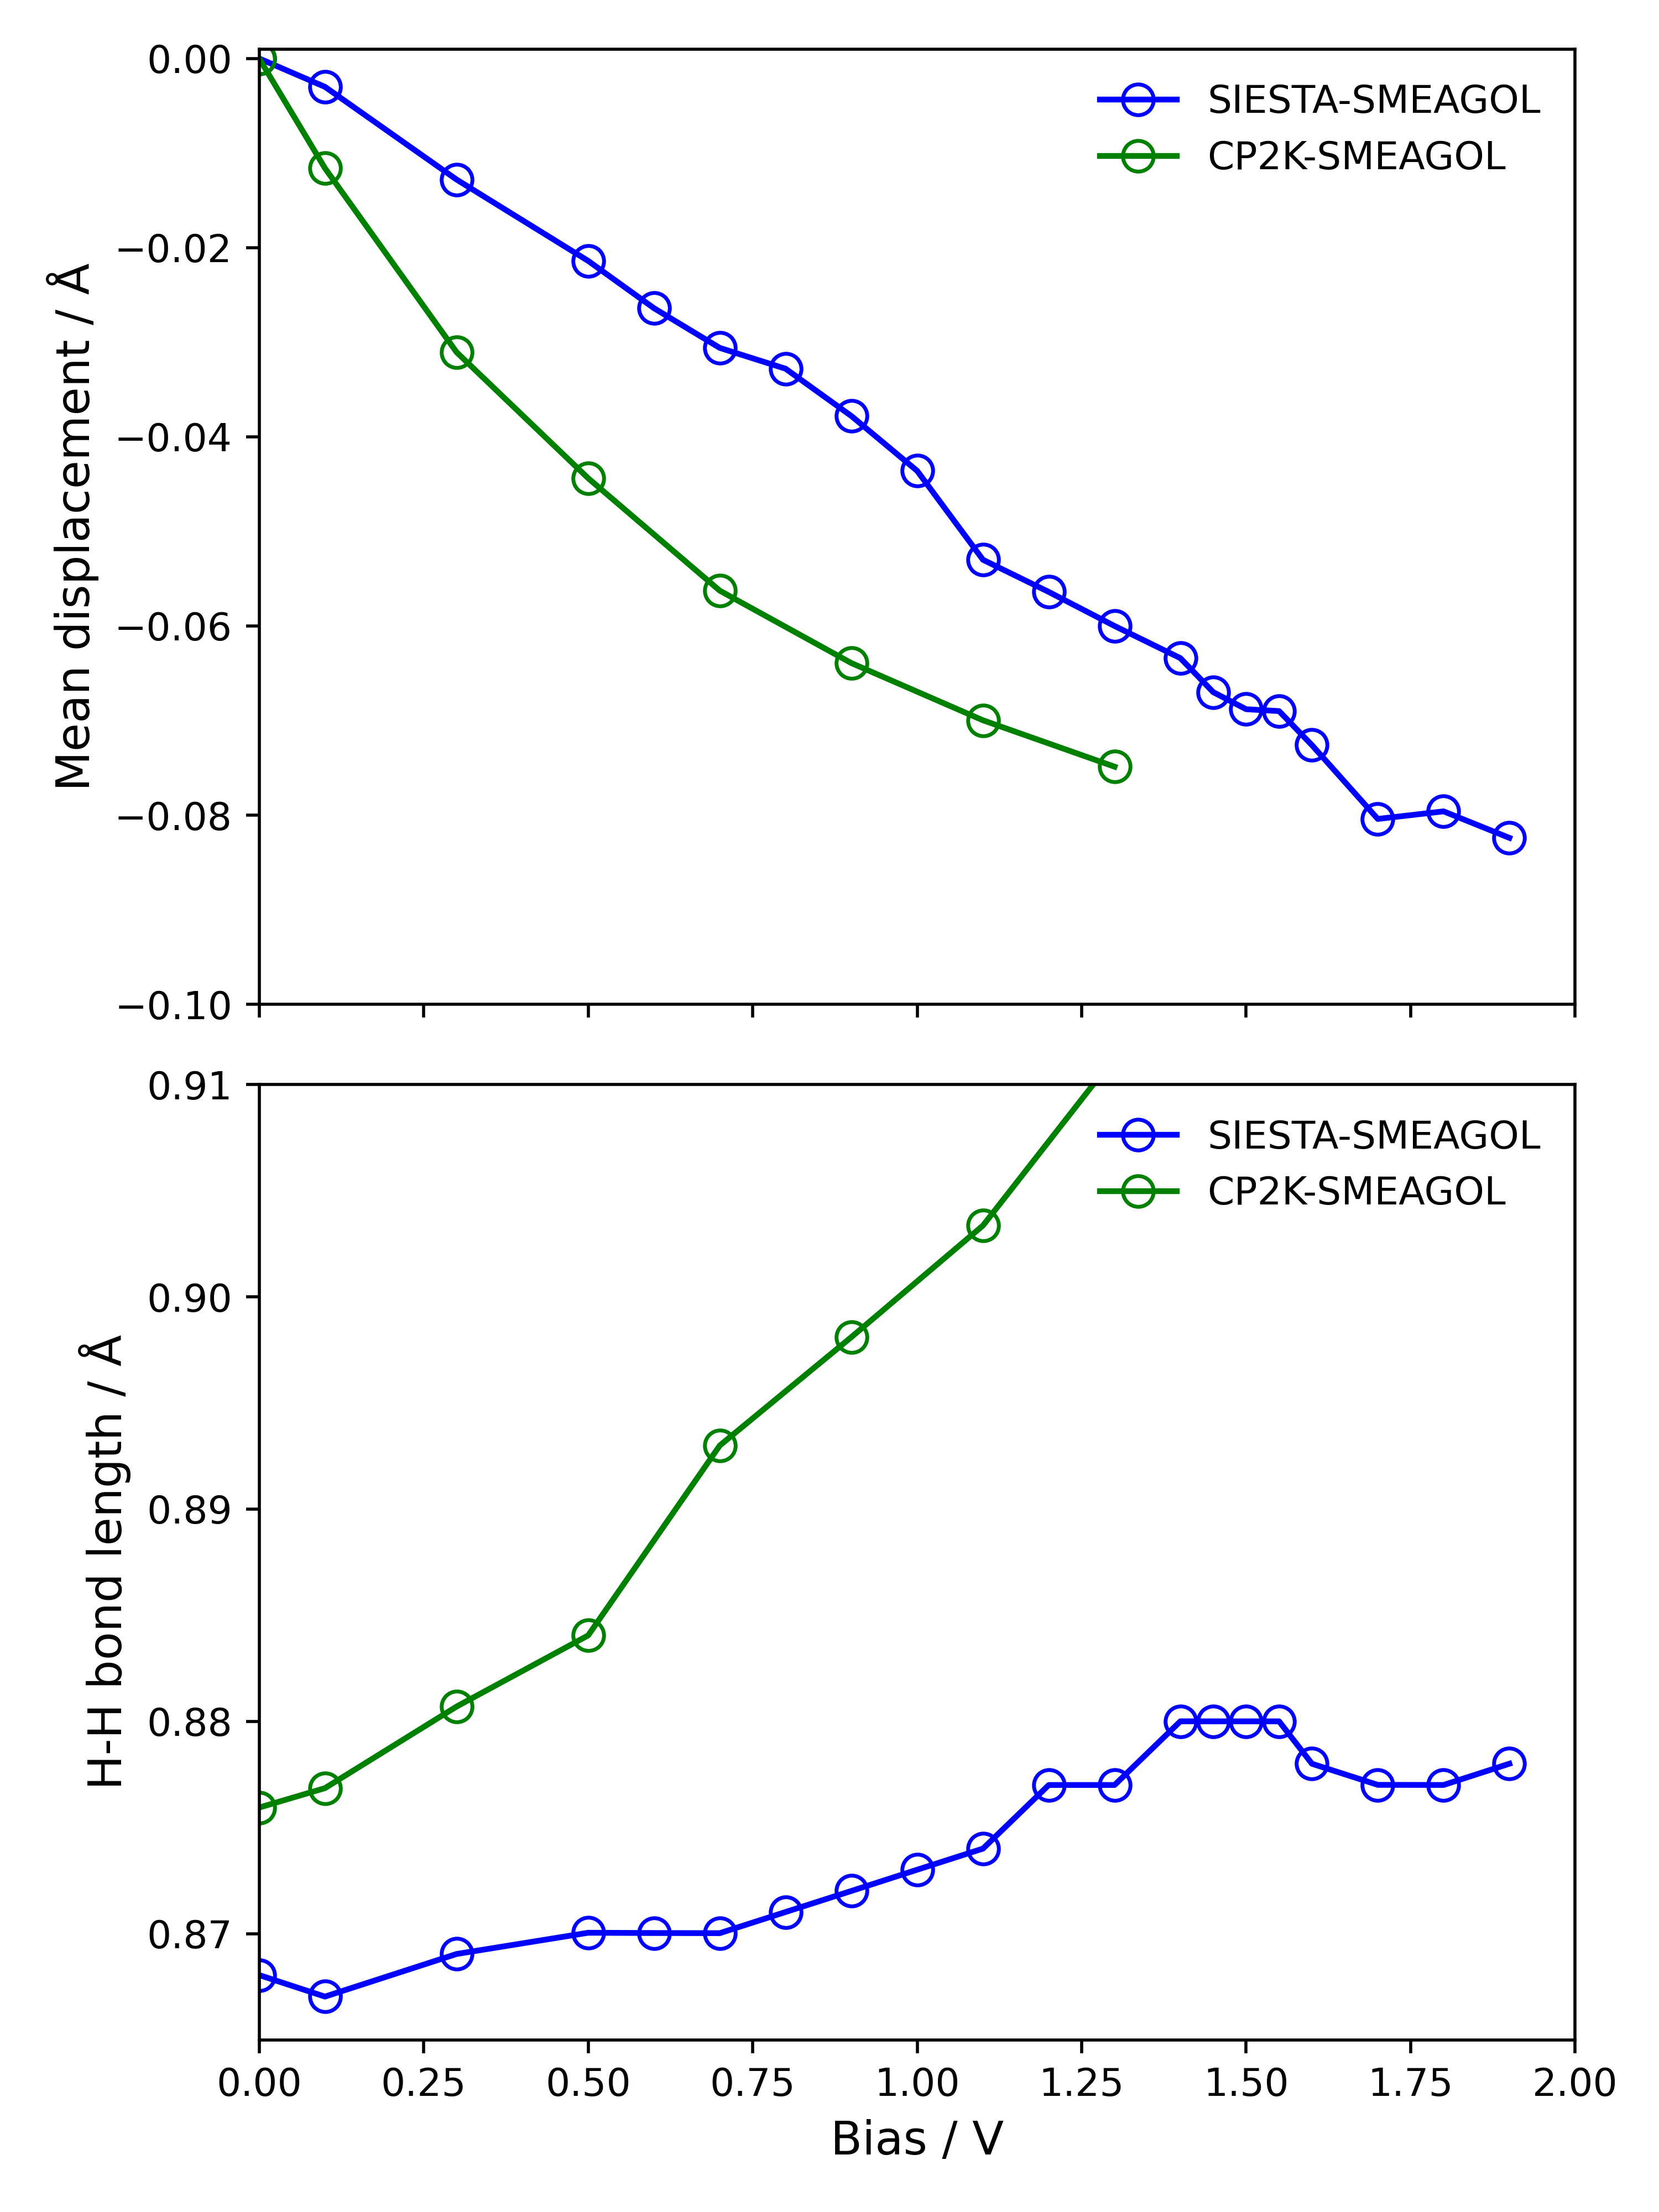 0.00
−0.02
−0.04
−0.06
−0.08
−0.10
Mean displacement / Å
SIESTA-SMEAGOL
CP2K-SMEAGOL
0.91
0.90
0.89
0.88
0.87
H-H bond length / Å
SIESTA-SMEAGOL
CP2K-SMEAGOL
0.00 0.25 0.50 0.75 1.00 1.25 1.50 1.75 2.00
Bias / V